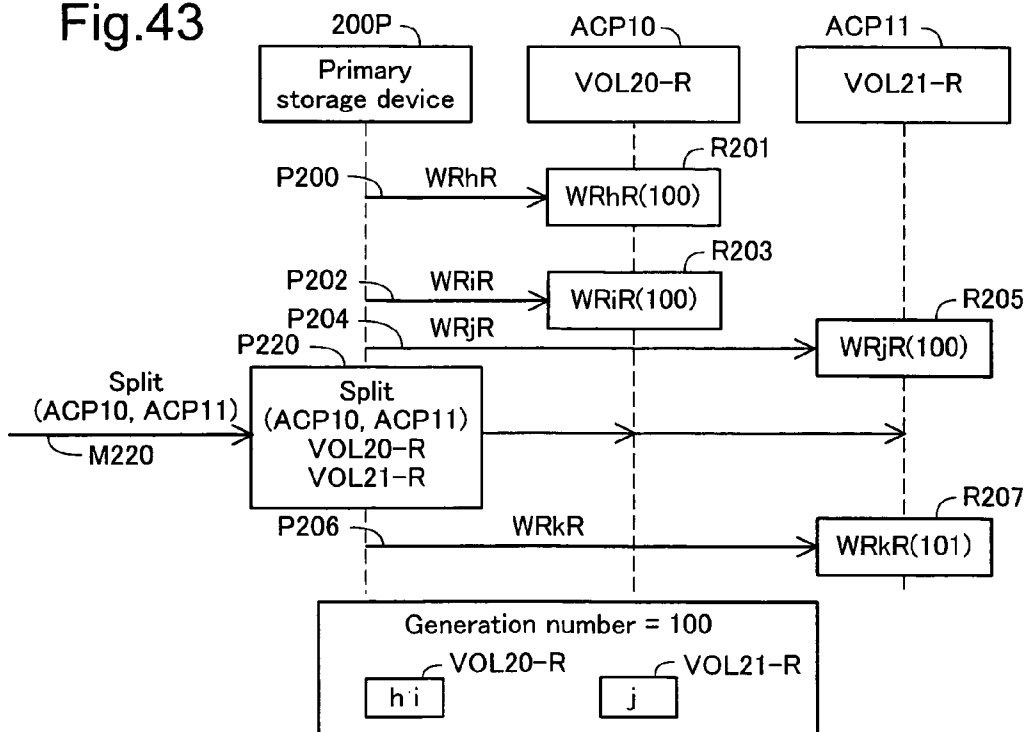 Fig.43
200P
ACP10
ACP11
Primary
storage device
VOL20-R
VOL21-R
P200
WRhR
R201
WRhR(100)
P202
WRiR
R203
WRiR(100)
P204
WRjR
R205
WRjR(100)
P220
Split
(ACP10, ACP11)
M220
Split
(ACP10, ACP11)
VOL20-R
VOL21-R
P206
WRkR
R207
WRkR(101)
Generation number = 100
VOL20-R
VOL21-R
h i
j